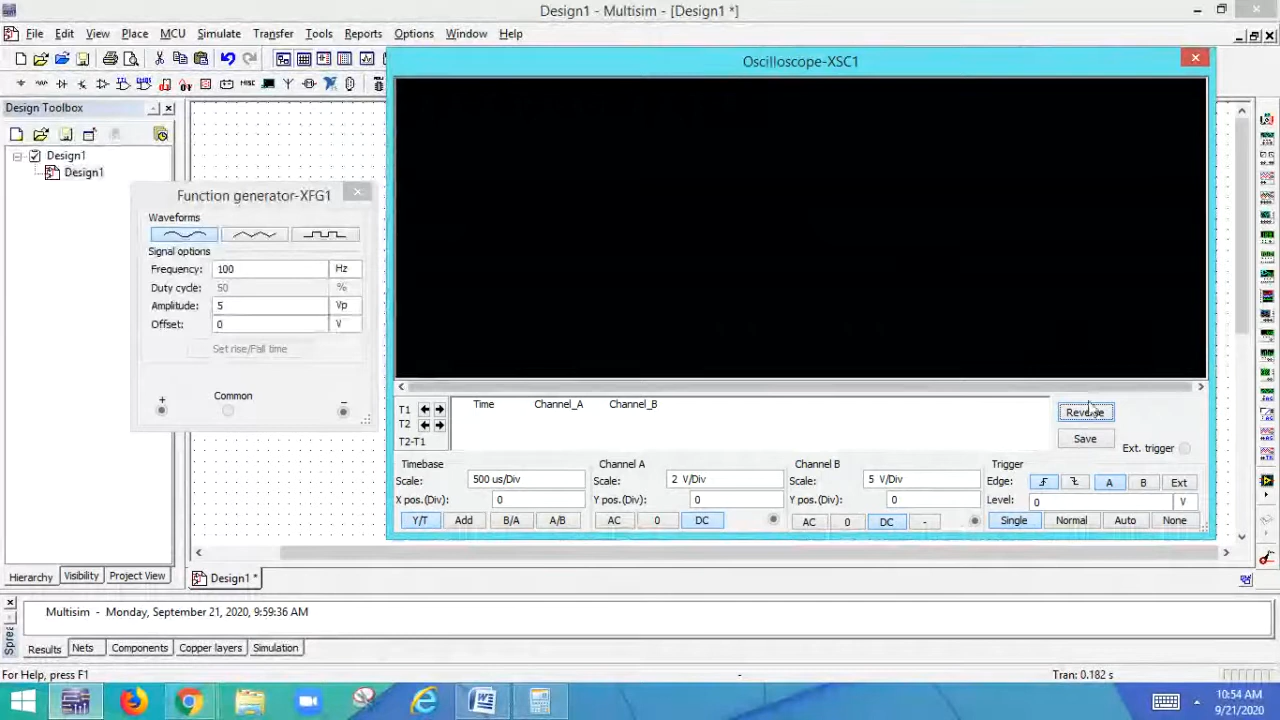 Design1 - Multisim - [Design1 *]
File Edit View Place MCU Simulate Transfer Tools Reports Options Window Help
Oscilloscope-XSC1
Design Toolbox
Design1
Design1
Function generator-XFG1
Waveforms
Signal options
Frequency: 100 Hz
Duty cycle: 50 %
Amplitude: 5 Vp
Offset: 0 V
Set rise/Fall time
+ Common −
Time Channel_A Channel_B
T1
T2
T2-T1
Reverse
Save
Ext. trigger
Timebase
Scale: 500 us/Div
X pos.(Div): 0
Y/T Add B/A A/B
Channel A
Scale: 2 V/Div
Y pos.(Div): 0
AC 0 DC
Channel B
Scale: 5 V/Div
Y pos.(Div): 0
AC 0 DC -
Trigger
Edge: A B Ext
Level: 0 V
Single Normal Auto None
Hierarchy Visibility Project View
Design1 *
Multisim - Monday, September 21, 2020, 9:59:36 AM
Spre
Results Nets Components Copper layers Simulation
For Help, press F1
-
Tran: 0.182 s
10:54 AM
9/21/2020